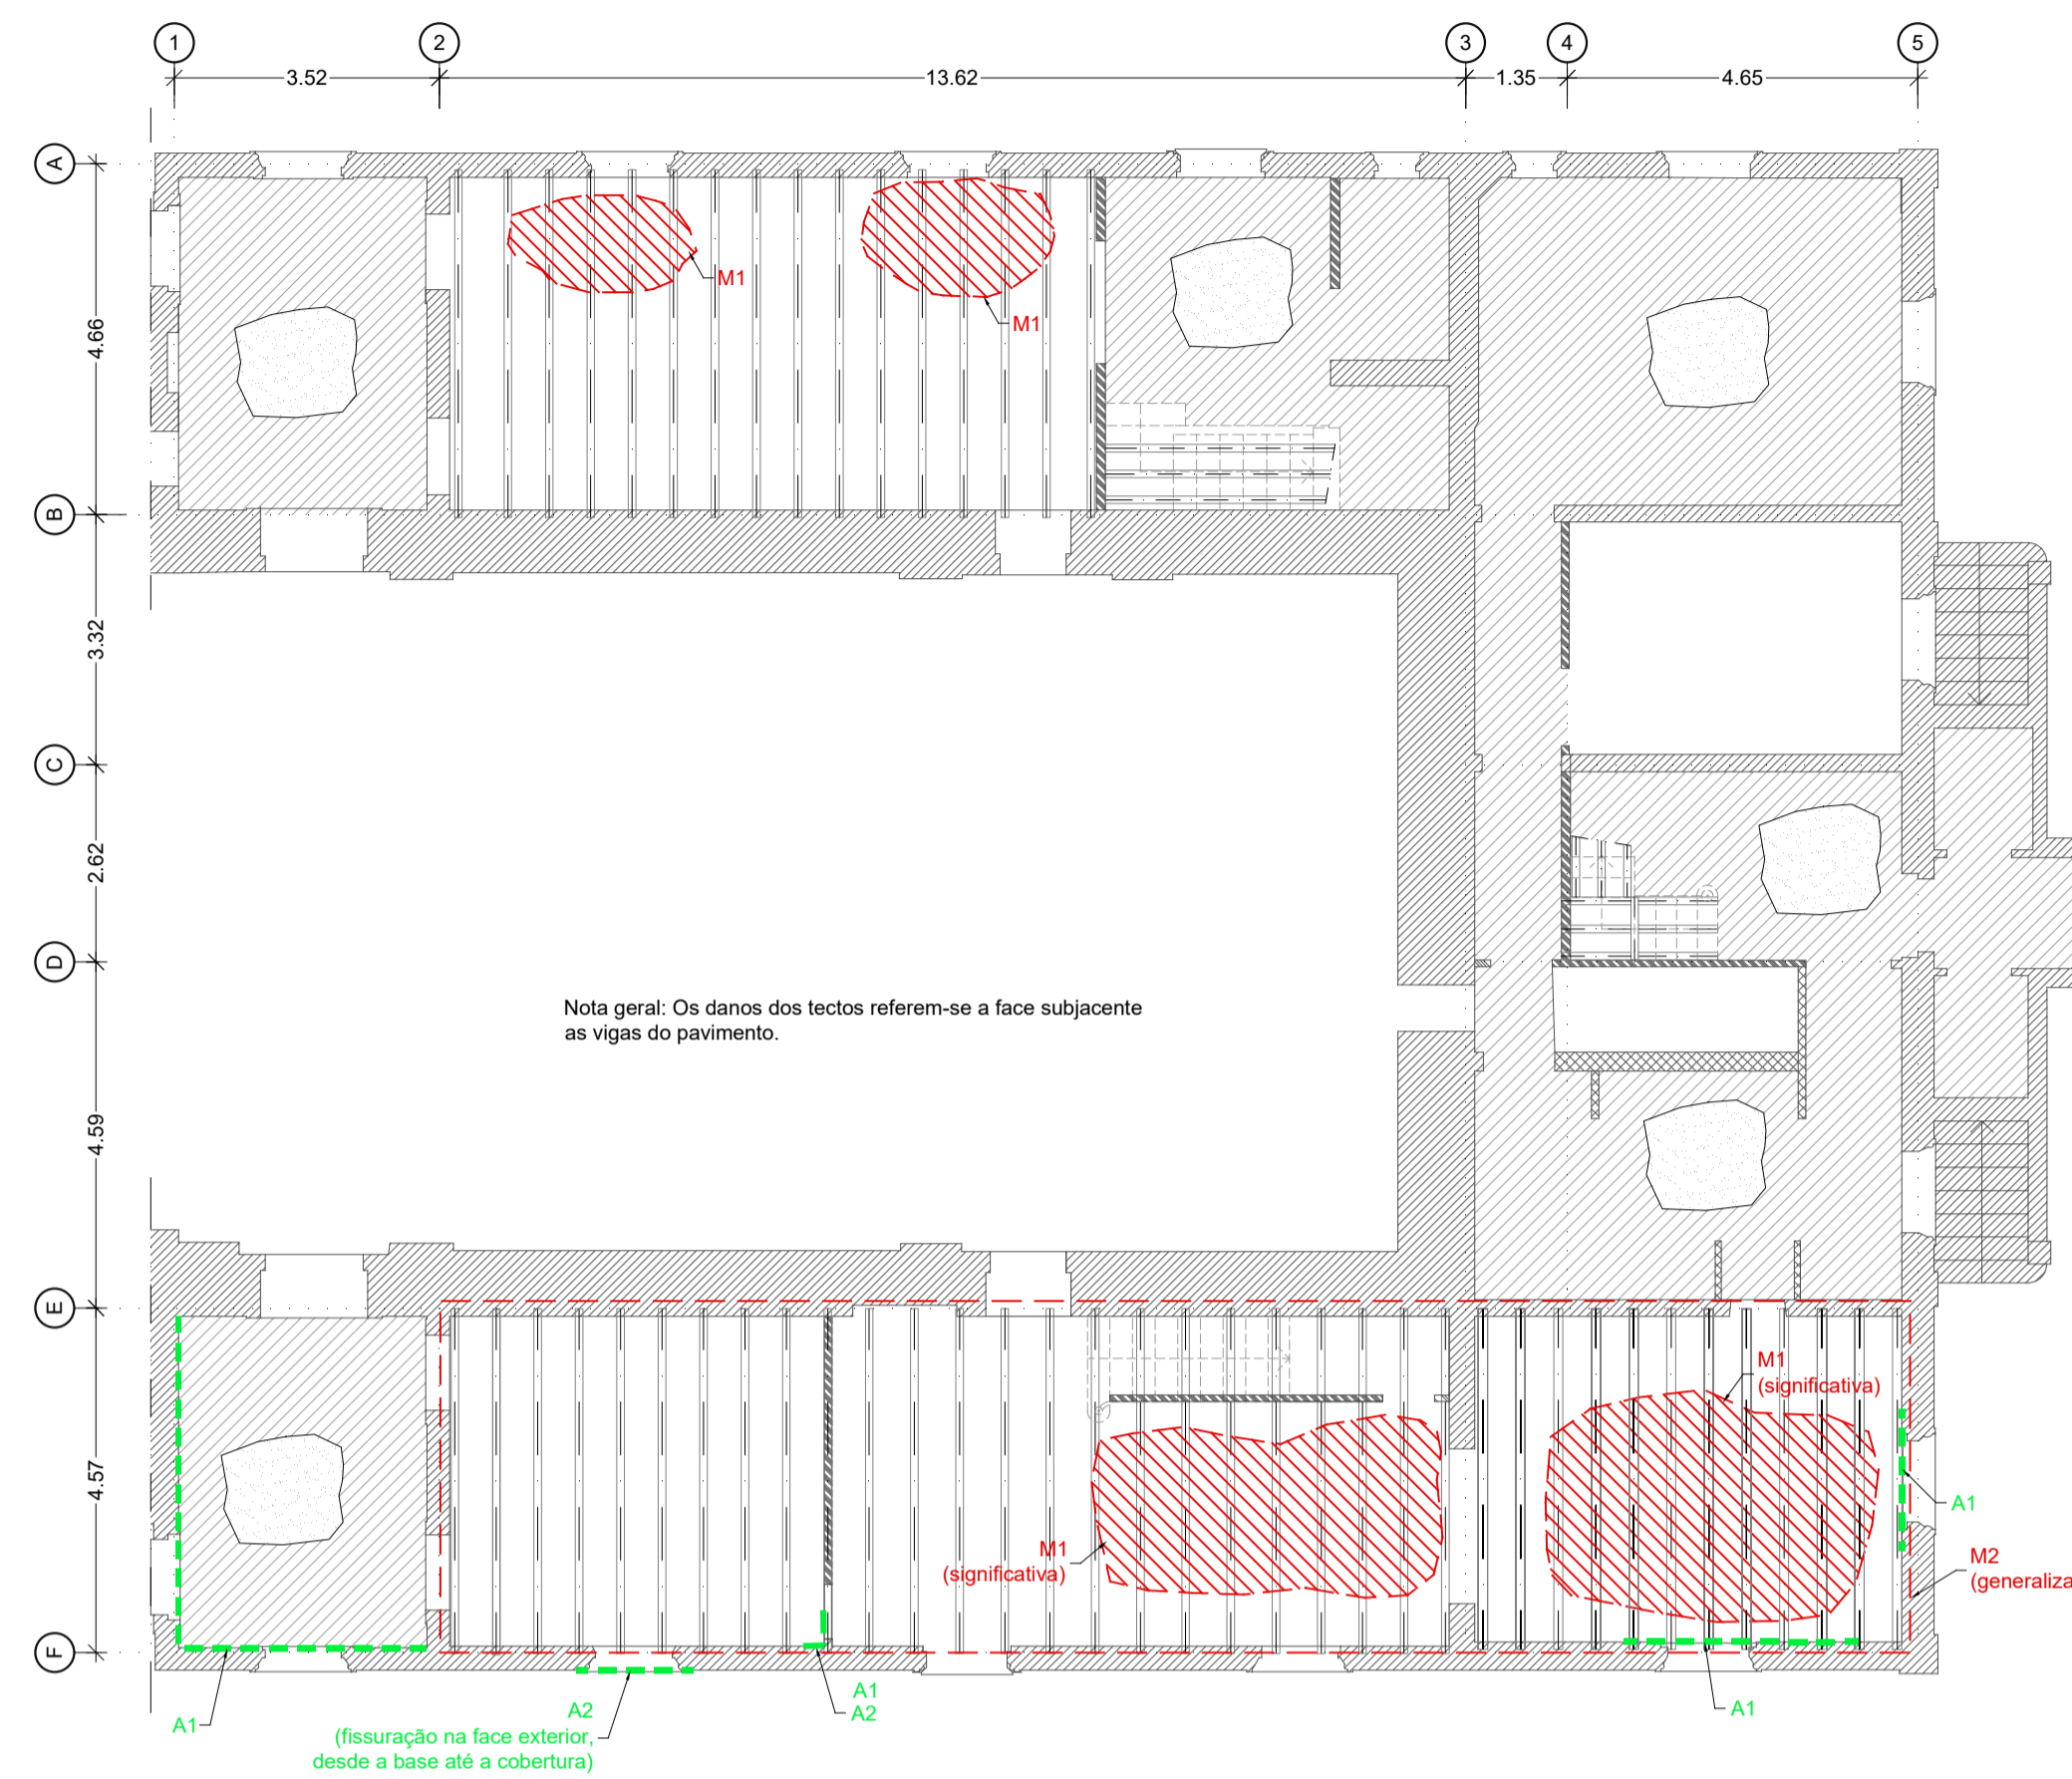 1
2
3
4
5
3.52
13.62
1.35
4.65
A
B
C
D
E
F
4.66
3.32
2.62
4.59
4.57
M1
M1
Nota geral: Os danos dos tectos referem-se a face subjacente
as vigas do pavimento.
M1
(significativa)
M1
(significativa)
A1
M2
(generaliza
A1
A2
(fissuração na face exterior,
desde a base até a cobertura)
A1
A2
A1